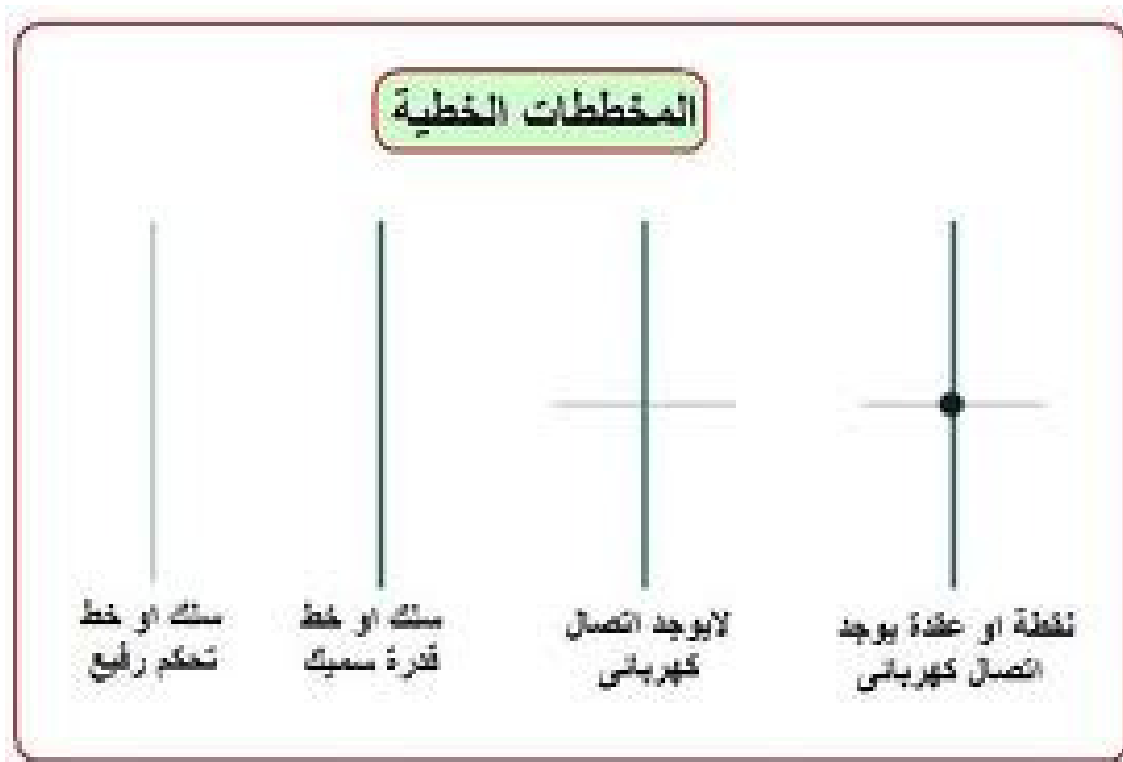 المخططات الخطية
نقطة او عقدة يوجد
اتصال كهربائى
لايوجد اتصال
كهربائى
سلك او خط
قدرة سميك
سلك او خط
تحكم رفيع